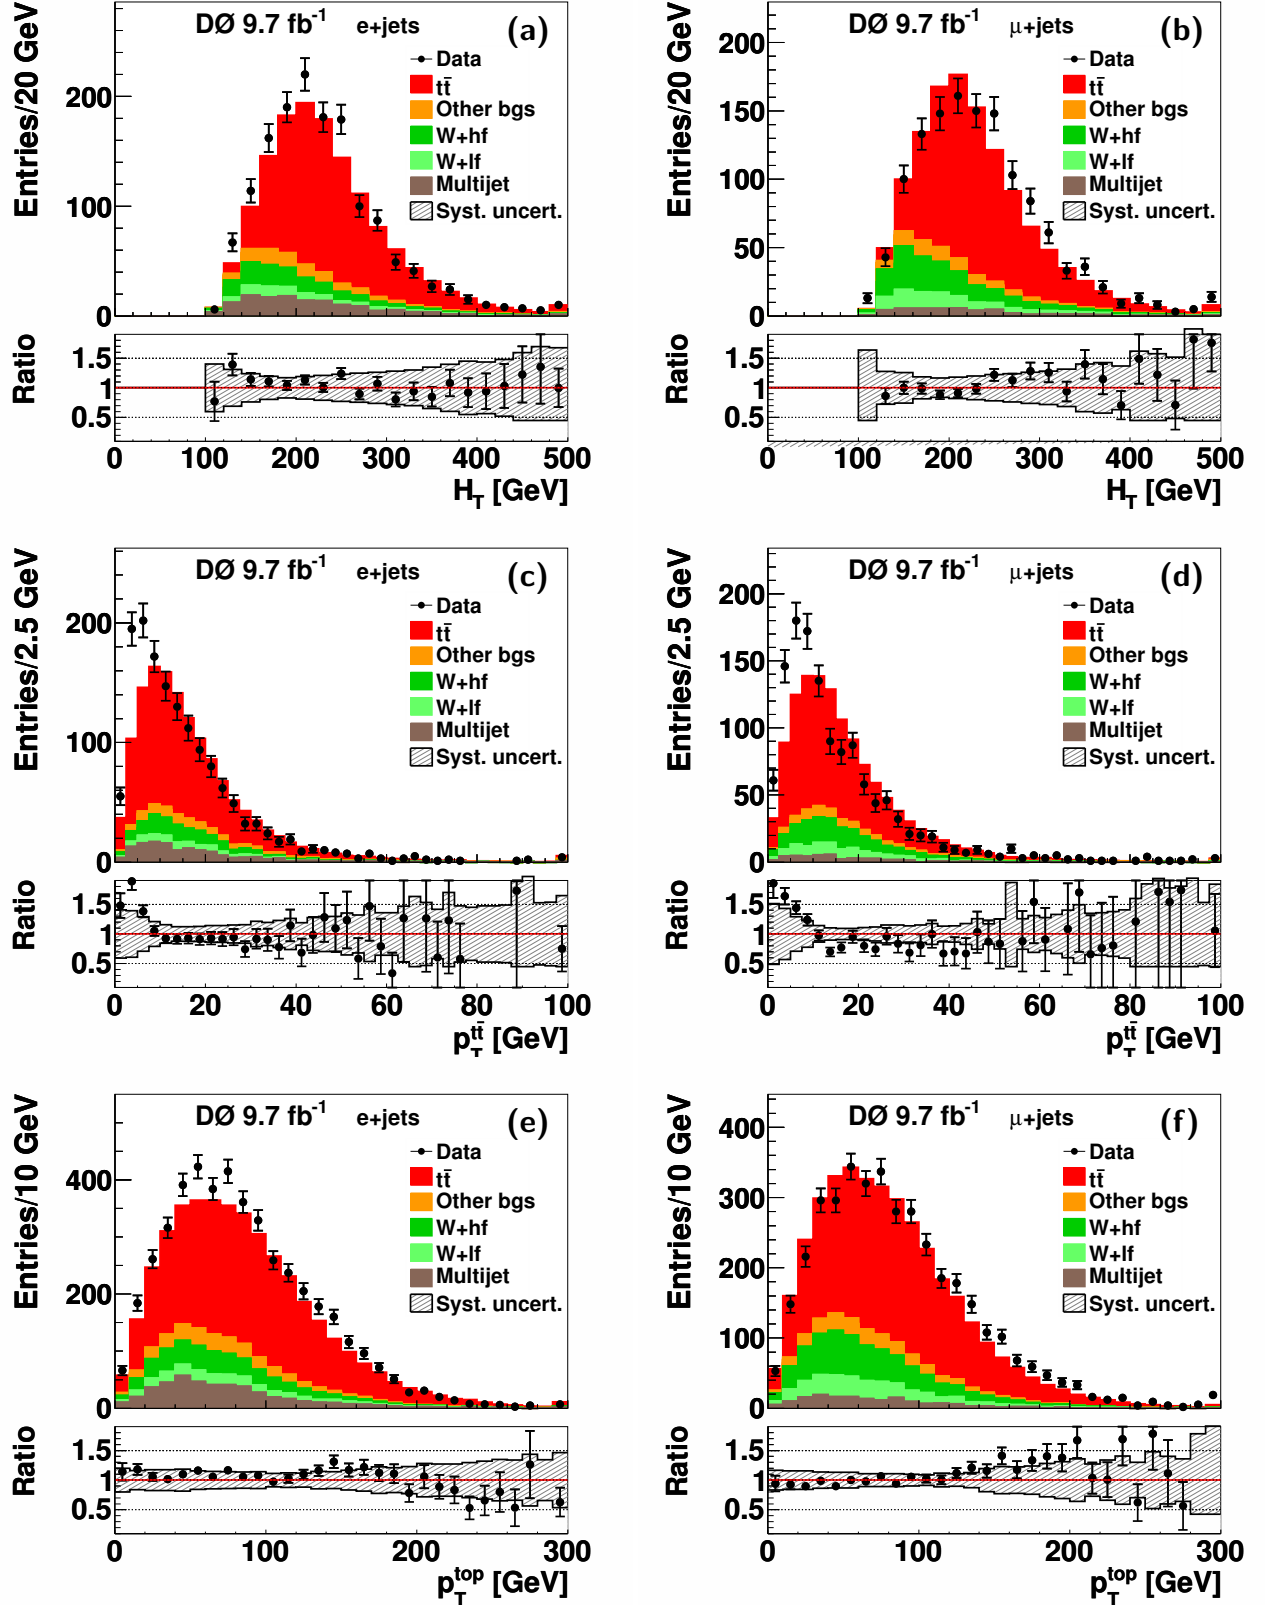 DØ 9.7 fb⁻¹ e+jets (a)
Entries/20 GeV
Data
tt̄
Other bgs
W+hf
W+lf
Multijet
Syst. uncert.
200
100
0
Ratio
1.5
1
0.5
0 100 200 300 400 500
H_T [GeV]
DØ 9.7 fb⁻¹ μ+jets (b)
Entries/20 GeV
Data
tt̄
Other bgs
W+hf
W+lf
Multijet
Syst. uncert.
200
150
100
50
0
Ratio
1.5
1
0.5
0 100 200 300 400 500
H_T [GeV]
DØ 9.7 fb⁻¹ e+jets (c)
Entries/2.5 GeV
Data
tt̄
Other bgs
W+hf
W+lf
Multijet
Syst. uncert.
200
100
0
Ratio
1.5
1
0.5
0 20 40 60 80 100
p_T^tt̄ [GeV]
DØ 9.7 fb⁻¹ μ+jets (d)
Entries/2.5 GeV
Data
tt̄
Other bgs
W+hf
W+lf
Multijet
Syst. uncert.
200
150
100
50
0
Ratio
1.5
1
0.5
0 20 40 60 80 100
p_T^tt̄ [GeV]
DØ 9.7 fb⁻¹ e+jets (e)
Entries/10 GeV
Data
tt̄
Other bgs
W+hf
W+lf
Multijet
Syst. uncert.
400
200
0
Ratio
1.5
1
0.5
0 100 200 300
p_T^top [GeV]
DØ 9.7 fb⁻¹ μ+jets (f)
Entries/10 GeV
Data
tt̄
Other bgs
W+hf
W+lf
Multijet
Syst. uncert.
400
300
200
100
0
Ratio
1.5
1
0.5
0 100 200 300
p_T^top [GeV]